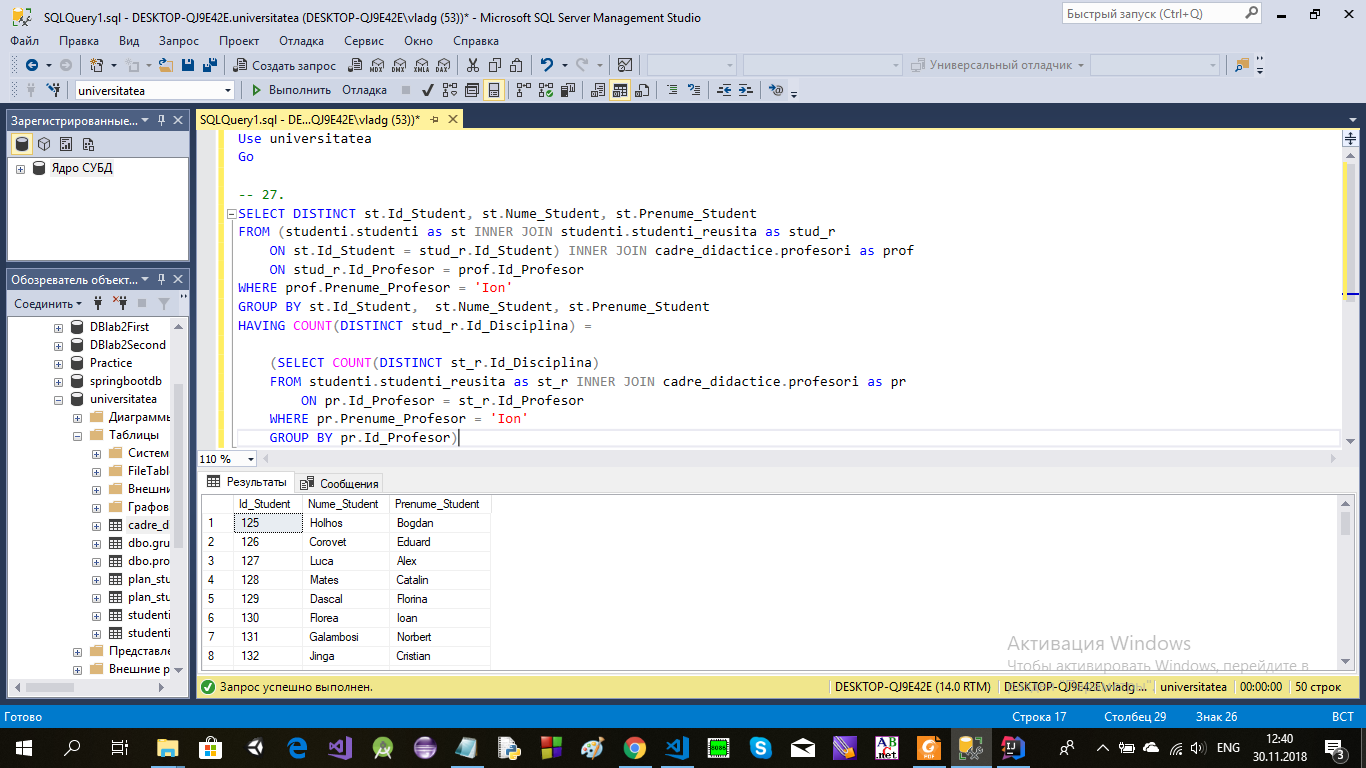 SQLQuery1.sql - DESKTOP-QJ9E42E.universitatea (DESKTOP-QJ9E42E\vladg (53))* - Microsoft SQL Server Management Studio
Быстрый запуск (Ctrl+Q)
Файл Правка Вид Запрос Проект Отладка Сервис Окно Справка
Создать запрос MDX DMX XMLA DAX Универсальный отладчик
universitatea Выполнить Отладка
Зарегистрированные...
SQLQuery1.sql - DE...QJ9E42E\vladg (53))*
Ядро СУБД
Use universitatea
Go
-- 27.
SELECT DISTINCT st.Id_Student, st.Nume_Student, st.Prenume_Student
FROM (studenti.studenti as st INNER JOIN studenti.studenti_reusita as stud_r
ON st.Id_Student = stud_r.Id_Student) INNER JOIN cadre_didactice.profesori as prof
ON stud_r.Id_Profesor = prof.Id_Profesor
WHERE prof.Prenume_Profesor = 'Ion'
GROUP BY st.Id_Student,  st.Nume_Student, st.Prenume_Student
HAVING COUNT(DISTINCT stud_r.Id_Disciplina) =
(SELECT COUNT(DISTINCT st_r.Id_Disciplina)
FROM studenti.studenti_reusita as st_r INNER JOIN cadre_didactice.profesori as pr
ON pr.Id_Profesor = st_r.Id_Profesor
WHERE pr.Prenume_Profesor = 'Ion'
GROUP BY pr.Id_Profesor)
110 %
Обозреватель объект...
Соединить
DBlab2First
DBlab2Second
Practice
springbootdb
universitatea
Диаграммы
Таблицы
Систем
FileTabl
Внешни
Графов
cadre_d
dbo.gru
dbo.pro
plan_stu
plan_stu
studenti
studenti
Представле
Внешние р
Результаты Сообщения
Id_Student Nume_Student Prenume_Student
1 125 Holhos Bogdan
2 126 Corovet Eduard
3 127 Luca Alex
4 128 Mates Catalin
5 129 Dascal Florina
6 130 Florea Ioan
7 131 Galambosi Norbert
8 132 Jinga Cristian
Активация Windows
Чтобы активировать Windows, перейдите в
Запрос успешно выполнен. DESKTOP-QJ9E42E (14.0 RTM) DESKTOP-QJ9E42E\vladg ... universitatea 00:00:00 50 строк
Готово Строка 17 Столбец 29 Знак 26 ВСТ
ENG 12:40
30.11.2018 3